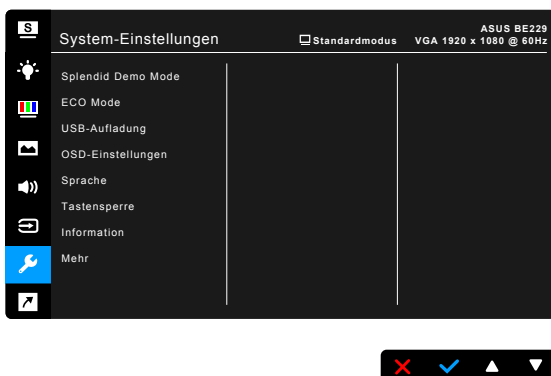 S
System-Einstellungen
Standardmodus
ASUS BE229
VGA 1920 x 1080 @ 60Hz
Splendid Demo Mode
ECO Mode
USB-Aufladung
OSD-Einstellungen
Sprache
Tastensperre
Information
Mehr